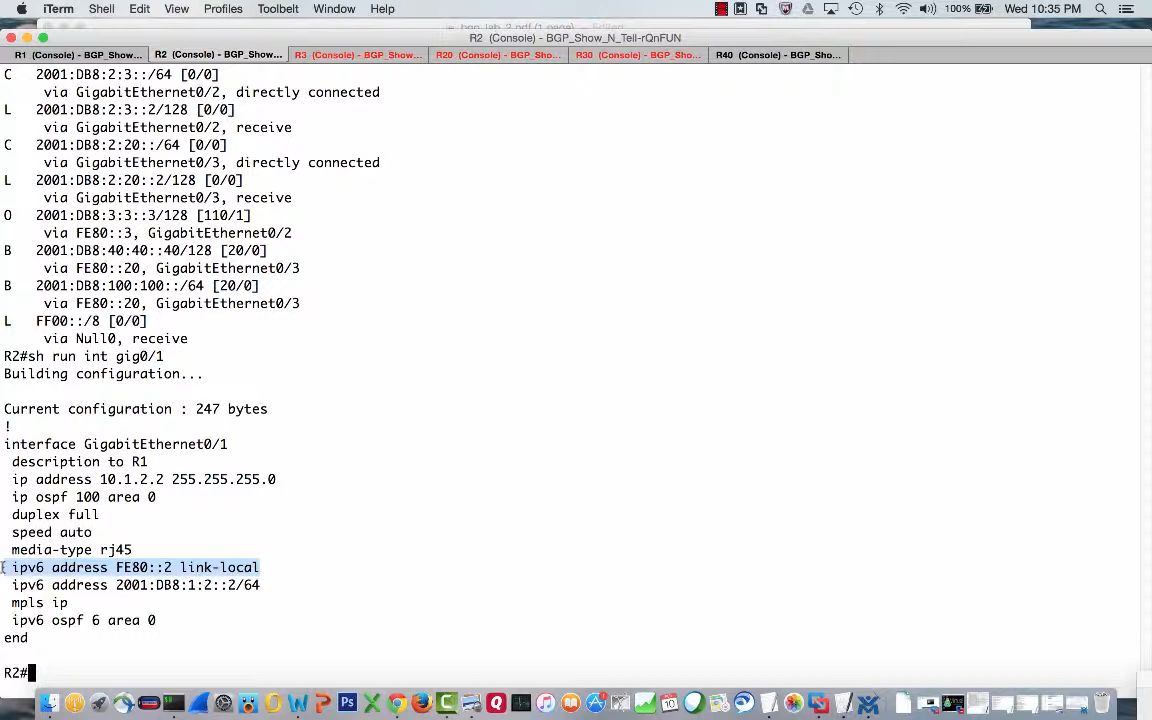 iTerm Shell Edit View Profiles Toolbelt Window Help 100% Wed 10:35 PM
R2 (Console) - BGP_Show_N_Tell-rQnFUN
R1 (Console) - BGP_Show... R2 (Console) - BGP_Show... R3 (Console) - BGP_Show... R20 (Console) - BGP_Sho... R30 (Console) - BGP_Sho... R40 (Console) - BGP_Sho...
C 2001:DB8:2:3::/64 [0/0]
via GigabitEthernet0/2, directly connected
L 2001:DB8:2:3::2/128 [0/0]
via GigabitEthernet0/2, receive
C 2001:DB8:2:20::/64 [0/0]
via GigabitEthernet0/3, directly connected
L 2001:DB8:2:20::2/128 [0/0]
via GigabitEthernet0/3, receive
O 2001:DB8:3:3::3/128 [110/1]
via FE80::3, GigabitEthernet0/2
B 2001:DB8:40:40::40/128 [20/0]
via FE80::20, GigabitEthernet0/3
B 2001:DB8:100:100::/64 [20/0]
via FE80::20, GigabitEthernet0/3
L FF00::/8 [0/0]
via Null0, receive
R2#sh run int gig0/1
Building configuration...
Current configuration : 247 bytes
!
interface GigabitEthernet0/1
description to R1
ip address 10.1.2.2 255.255.255.0
ip ospf 100 area 0
duplex full
speed auto
media-type rj45
ipv6 address FE80::2 link-local
ipv6 address 2001:DB8:1:2::2/64
mpls ip
ipv6 ospf 6 area 0
end
R2#